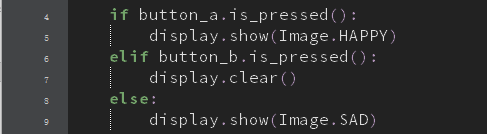 4 if button_a.is_pressed():
5     display.show(Image.HAPPY)
6 elif button_b.is_pressed():
7     display.clear()
8 else:
9     display.show(Image.SAD)